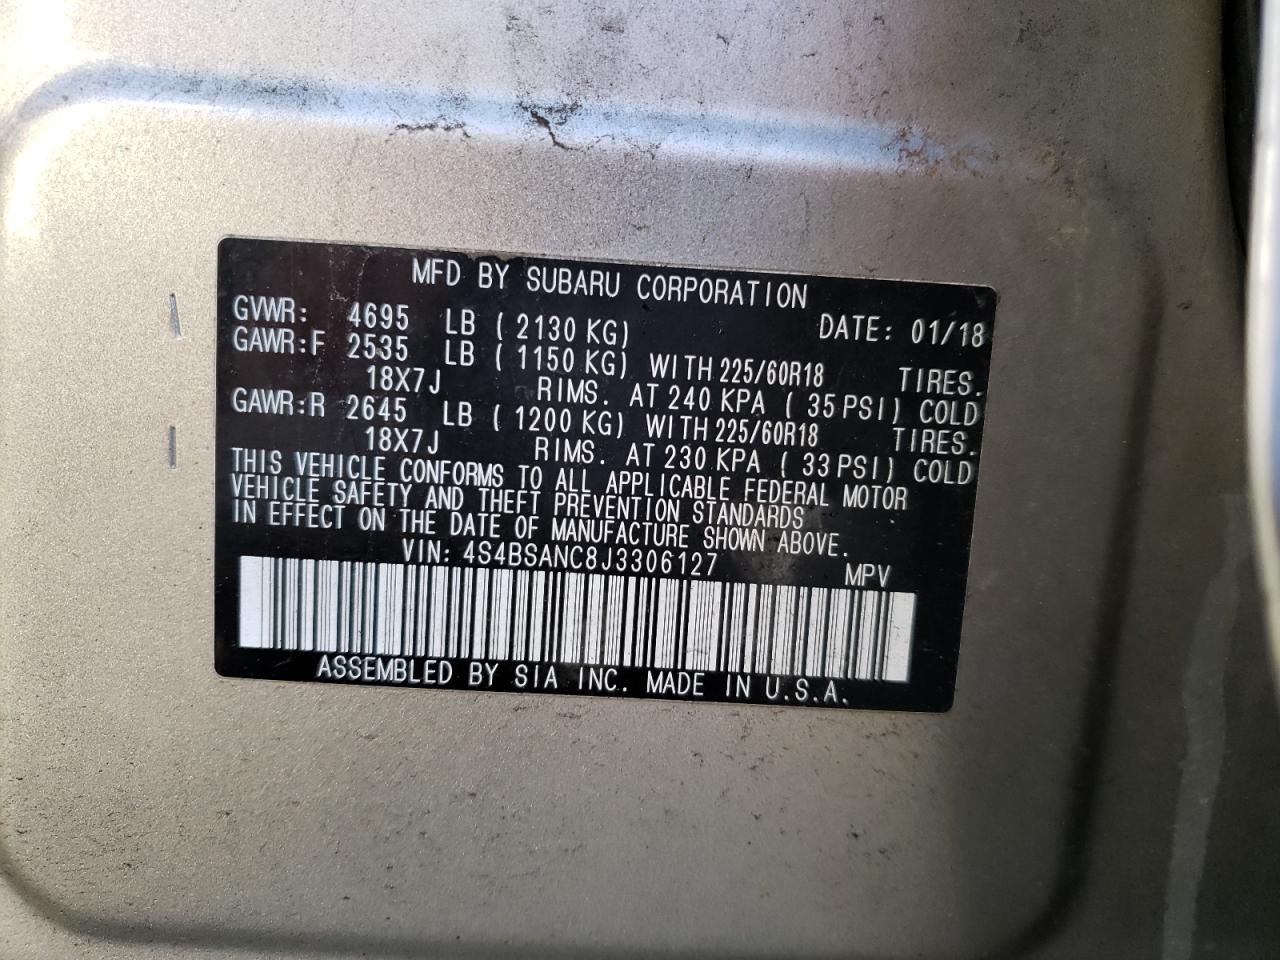 MFD BY SUBARU CORPORATION
GVWR: 4695 LB ( 2130 KG) DATE: 01/18
GAWR:F 2535 LB ( 1150 KG) WITH 225/60R18 TIRES.
18X7J RIMS. AT 240 KPA ( 35 PSI) COLD
GAWR:R 2645 LB ( 1200 KG) WITH 225/60R18 TIRES.
18X7J RIMS. AT 230 KPA ( 33 PSI) COLD
THIS VEHICLE CONFORMS TO ALL APPLICABLE FEDERAL MOTOR
VEHICLE SAFETY AND THEFT PREVENTION STANDARDS
IN EFFECT ON THE DATE OF MANUFACTURE SHOWN ABOVE.
VIN: 4S4BSANC8J3306127 MPV
ASSEMBLED BY SIA INC. MADE IN U.S.A.